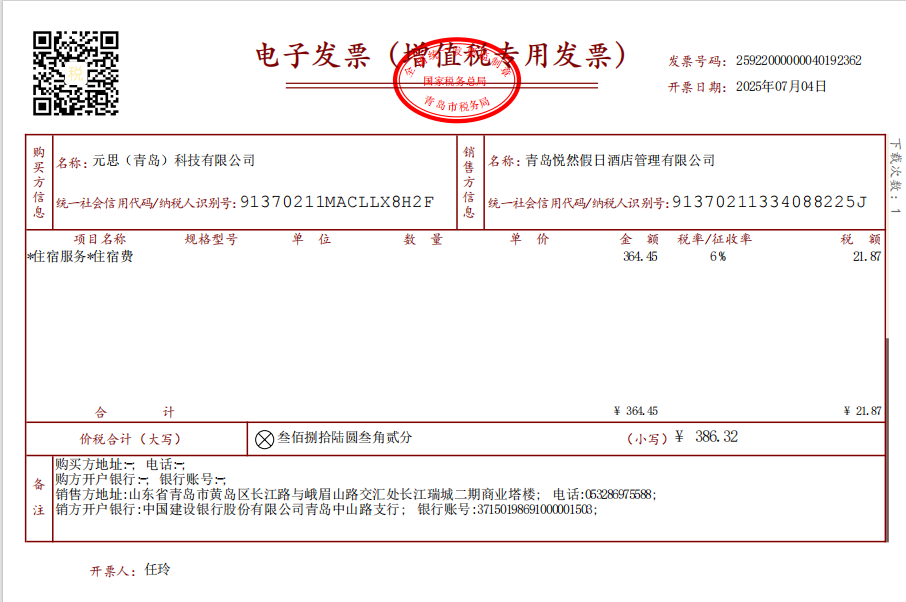 电子发票（增值税专用发票）
全国统一发票监制章
国家税务总局
青岛市税务局
发票号码：25922000000040192362
开票日期：2025年07月04日
下载次数：1
购买方信息
名称：元思（青岛）科技有限公司
统一社会信用代码/纳税人识别号：91370211MACLLX8H2F
销售方信息
名称：青岛悦然假日酒店管理有限公司
统一社会信用代码/纳税人识别号：91370211334088225J
项目名称 规格型号 单位 数量 单价 金额 税率/征收率 税额
*住宿服务*住宿费 364.45 6% 21.87
合计 ¥ 364.45 ¥ 21.87
价税合计（大写） 叁佰捌拾陆圆叁角贰分 （小写）¥ 386.32
备注
购买方地址:-; 电话:-;
购方开户银行:-; 银行账号:-;
销售方地址:山东省青岛市黄岛区长江路与峨眉山路交汇处长江瑞城二期商业塔楼; 电话:053286975588;
销方开户银行:中国建设银行股份有限公司青岛中山路支行; 银行账号:37150198691000001503;
开票人：任玲